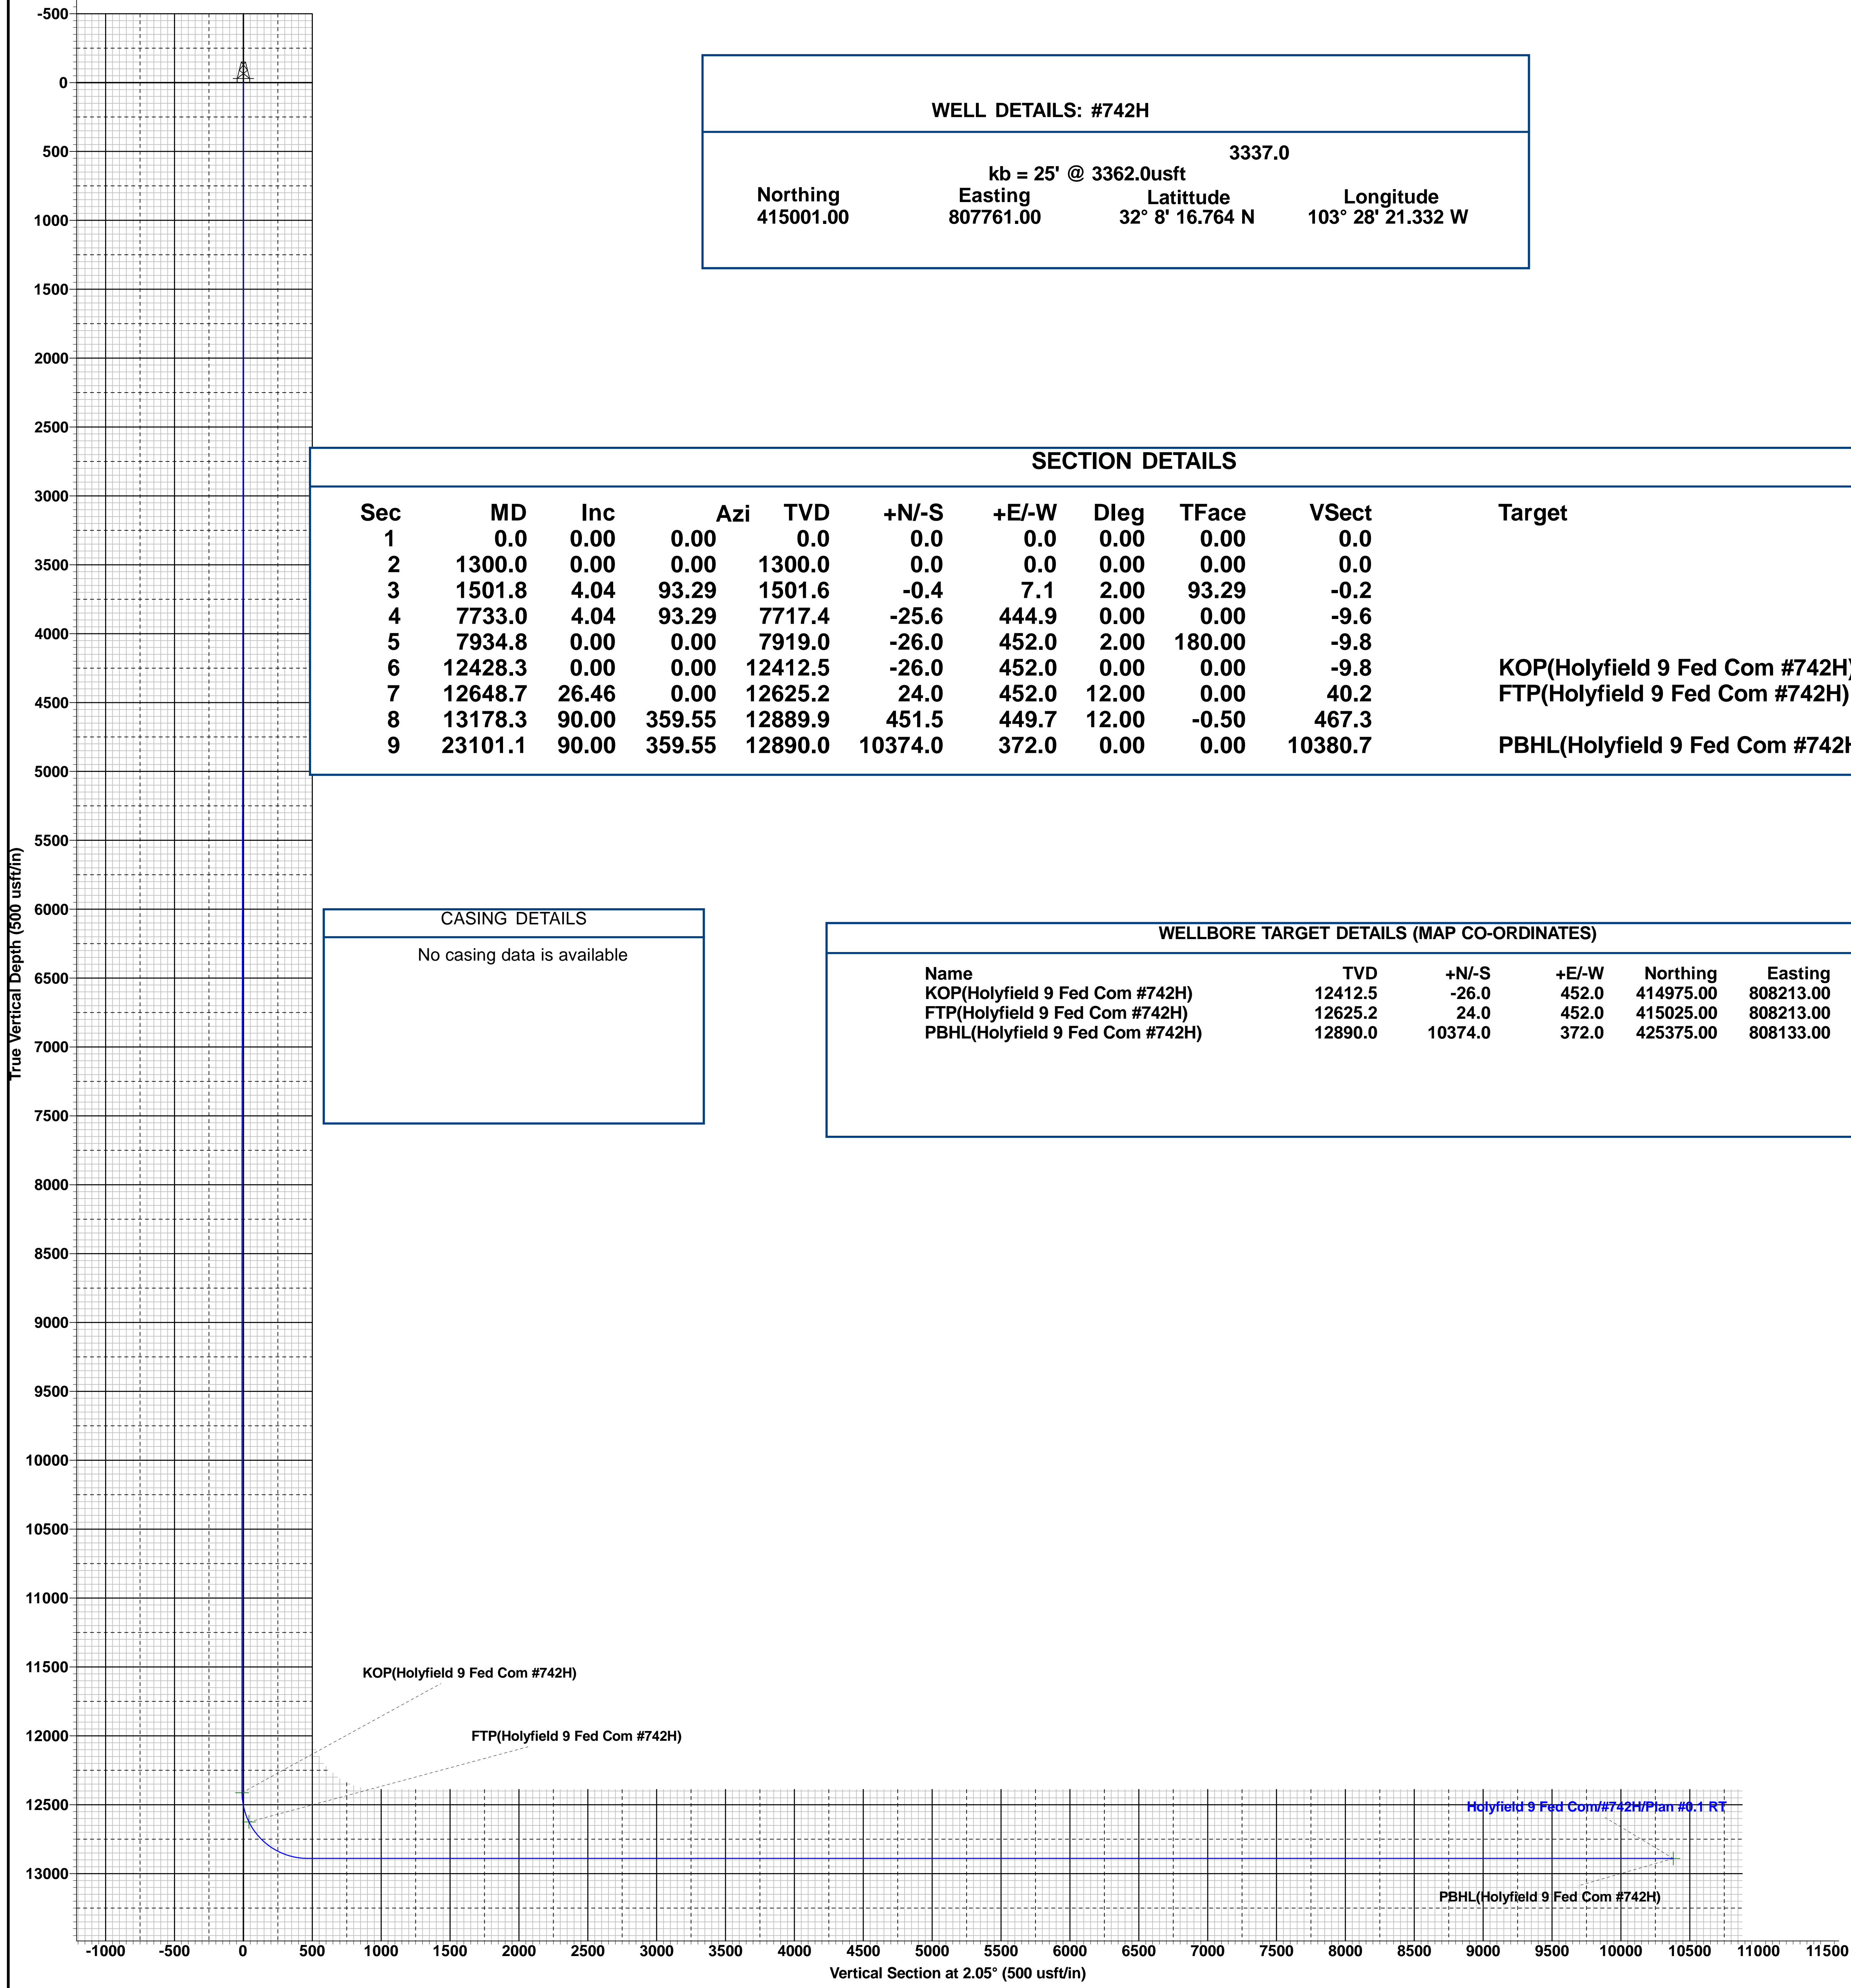 WELL DETAILS: #742H
3337.0
kb = 25' @ 3362.0usft
Northing Easting Latittude Longitude
415001.00 807761.00 32° 8' 16.764 N 103° 28' 21.332 W
SECTION DETAILS
Sec MD Inc Azi TVD +N/-S +E/-W Dleg TFace VSect Target
1 0.0 0.00 0.00 0.0 0.0 0.0 0.00 0.00 0.0
2 1300.0 0.00 0.00 1300.0 0.0 0.0 0.00 0.00 0.0
3 1501.8 4.04 93.29 1501.6 -0.4 7.1 2.00 93.29 -0.2
4 7733.0 4.04 93.29 7717.4 -25.6 444.9 0.00 0.00 -9.6
5 7934.8 0.00 0.00 7919.0 -26.0 452.0 2.00 180.00 -9.8
6 12428.3 0.00 0.00 12412.5 -26.0 452.0 0.00 0.00 -9.8 KOP(Holyfield 9 Fed Com #742H)
7 12648.7 26.46 0.00 12625.2 24.0 452.0 12.00 0.00 40.2 FTP(Holyfield 9 Fed Com #742H)
8 13178.3 90.00 359.55 12889.9 451.5 449.7 12.00 -0.50 467.3
9 23101.1 90.00 359.55 12890.0 10374.0 372.0 0.00 0.00 10380.7 PBHL(Holyfield 9 Fed Com #742H
CASING DETAILS
No casing data is available
WELLBORE TARGET DETAILS (MAP CO-ORDINATES)
Name TVD +N/-S +E/-W Northing Easting
KOP(Holyfield 9 Fed Com #742H) 12412.5 -26.0 452.0 414975.00 808213.00
FTP(Holyfield 9 Fed Com #742H) 12625.2 24.0 452.0 415025.00 808213.00
PBHL(Holyfield 9 Fed Com #742H) 12890.0 10374.0 372.0 425375.00 808133.00
True Vertical Depth (500 usft/in)
-500
0
500
1000
1500
2000
2500
3000
3500
4000
4500
5000
5500
6000
6500
7000
7500
8000
8500
9000
9500
10000
10500
11000
11500
12000
12500
13000
KOP(Holyfield 9 Fed Com #742H)
FTP(Holyfield 9 Fed Com #742H)
Holyfield 9 Fed Com/#742H/Plan #0.1 RT
PBHL(Holyfield 9 Fed Com #742H)
-1000 -500 0 500 1000 1500 2000 2500 3000 3500 4000 4500 5000 5500 6000 6500 7000 7500 8000 8500 9000 9500 10000 10500 11000 11500
Vertical Section at 2.05° (500 usft/in)